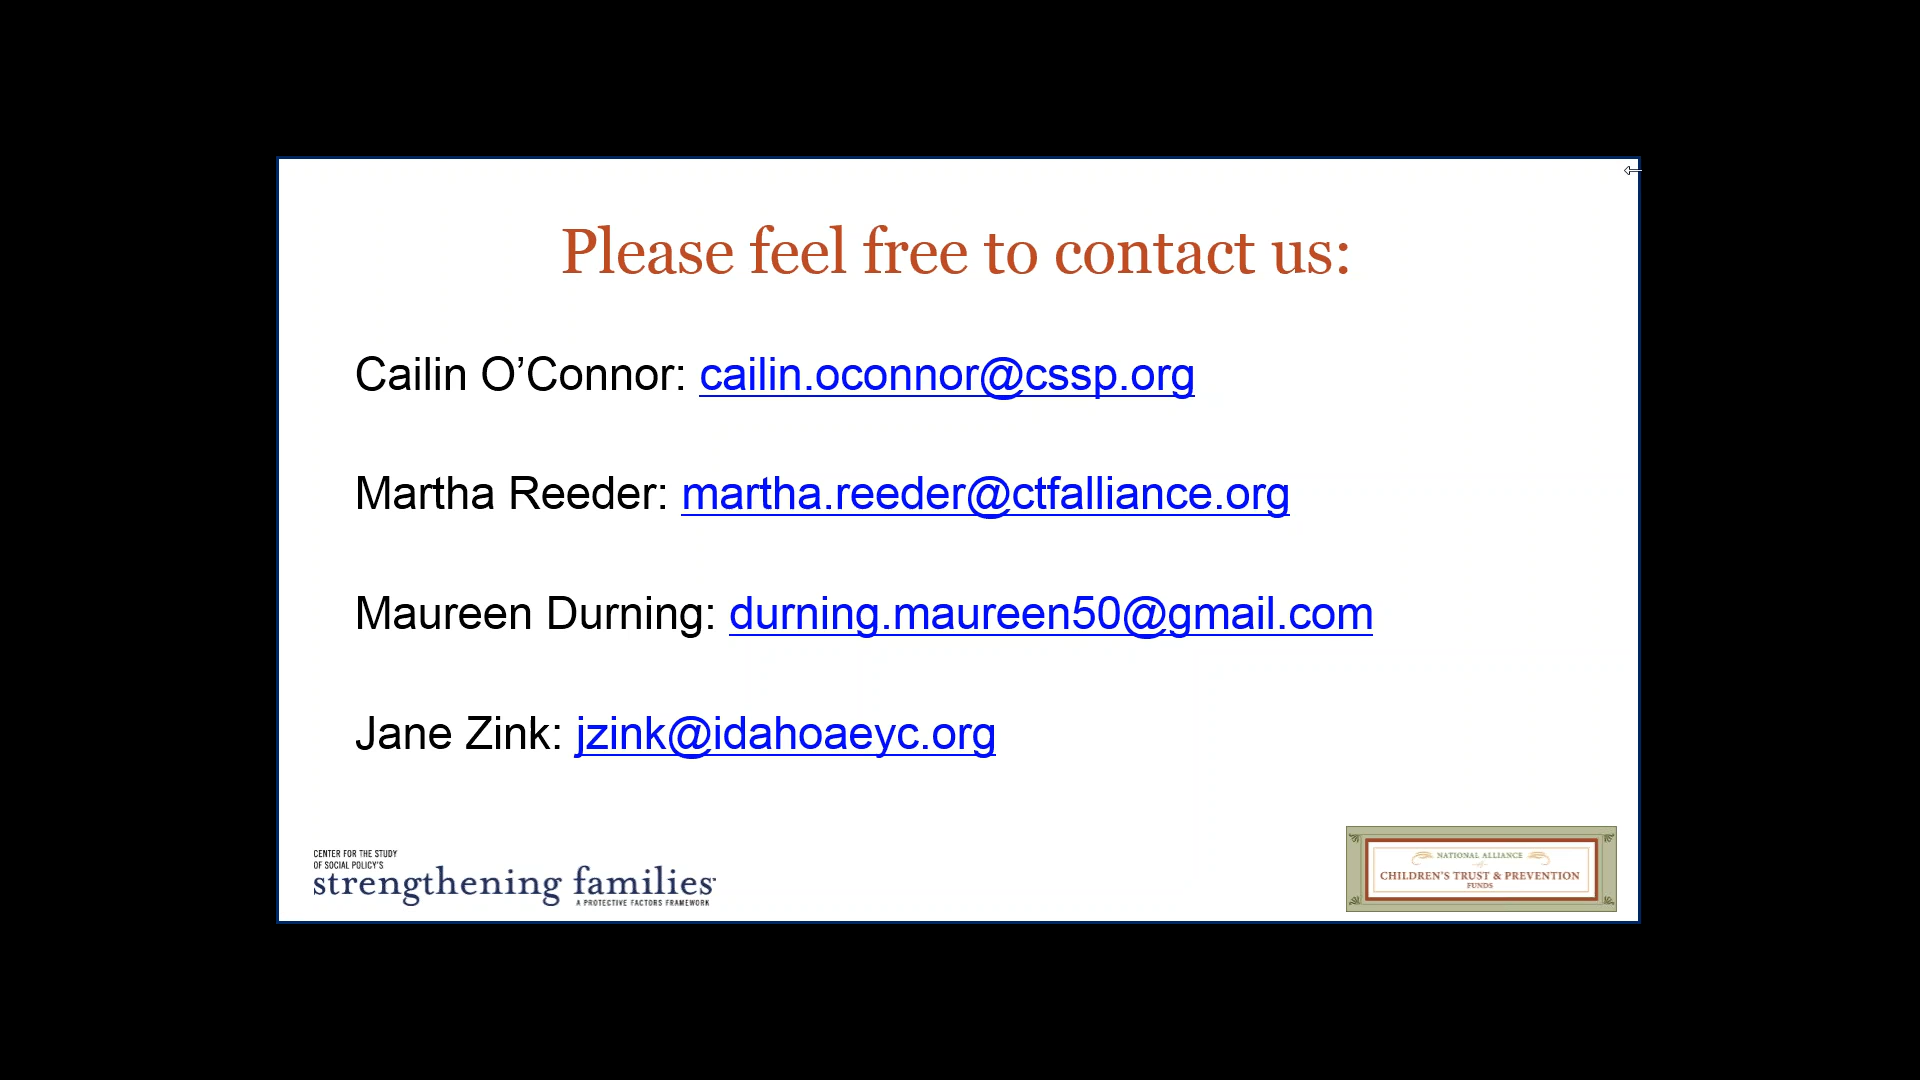 Please feel free to contact us:
Cailin O’Connor: cailin.oconnor@cssp.org
Martha Reeder: martha.reeder@ctfalliance.org
Maureen Durning: durning.maureen50@gmail.com
Jane Zink: jzink@idahoaeyc.org
CENTER FOR THE STUDY
OF SOCIAL POLICY'S
strengthening families
A PROTECTIVE FACTORS FRAMEWORK
NATIONAL ALLIANCE
CHILDREN'S TRUST & PREVENTION
FUNDS